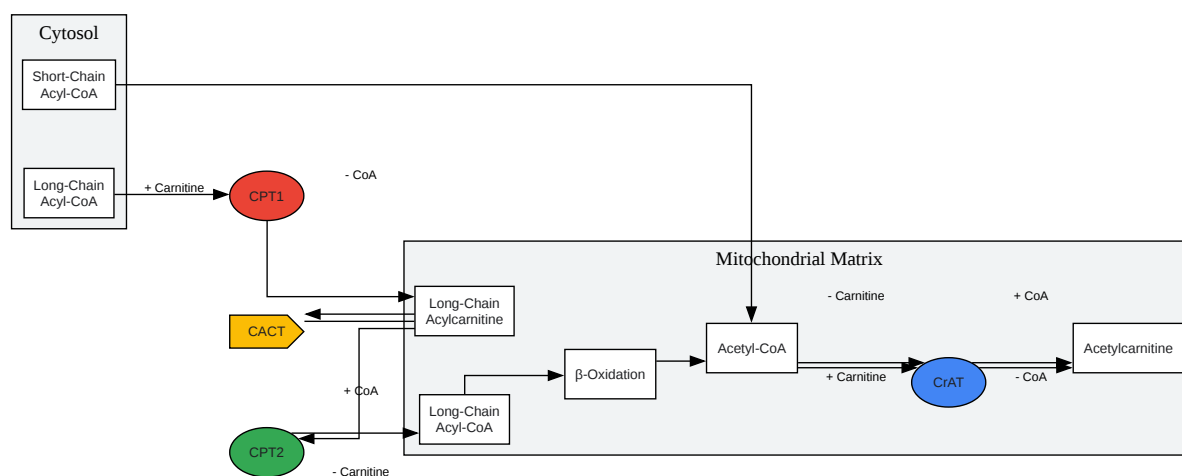 Cytosol
Short-Chain
Acyl-CoA
Long-Chain
Acyl-CoA
+ Carnitine
CPT1
- CoA
Mitochondrial Matrix
Long-Chain
Acylcarnitine
CACT
+ CoA
CPT2
- Carnitine
Long-Chain
Acyl-CoA
β-Oxidation
Acetyl-CoA
- Carnitine
+ Carnitine
CrAT
+ CoA
- CoA
Acetylcarnitine